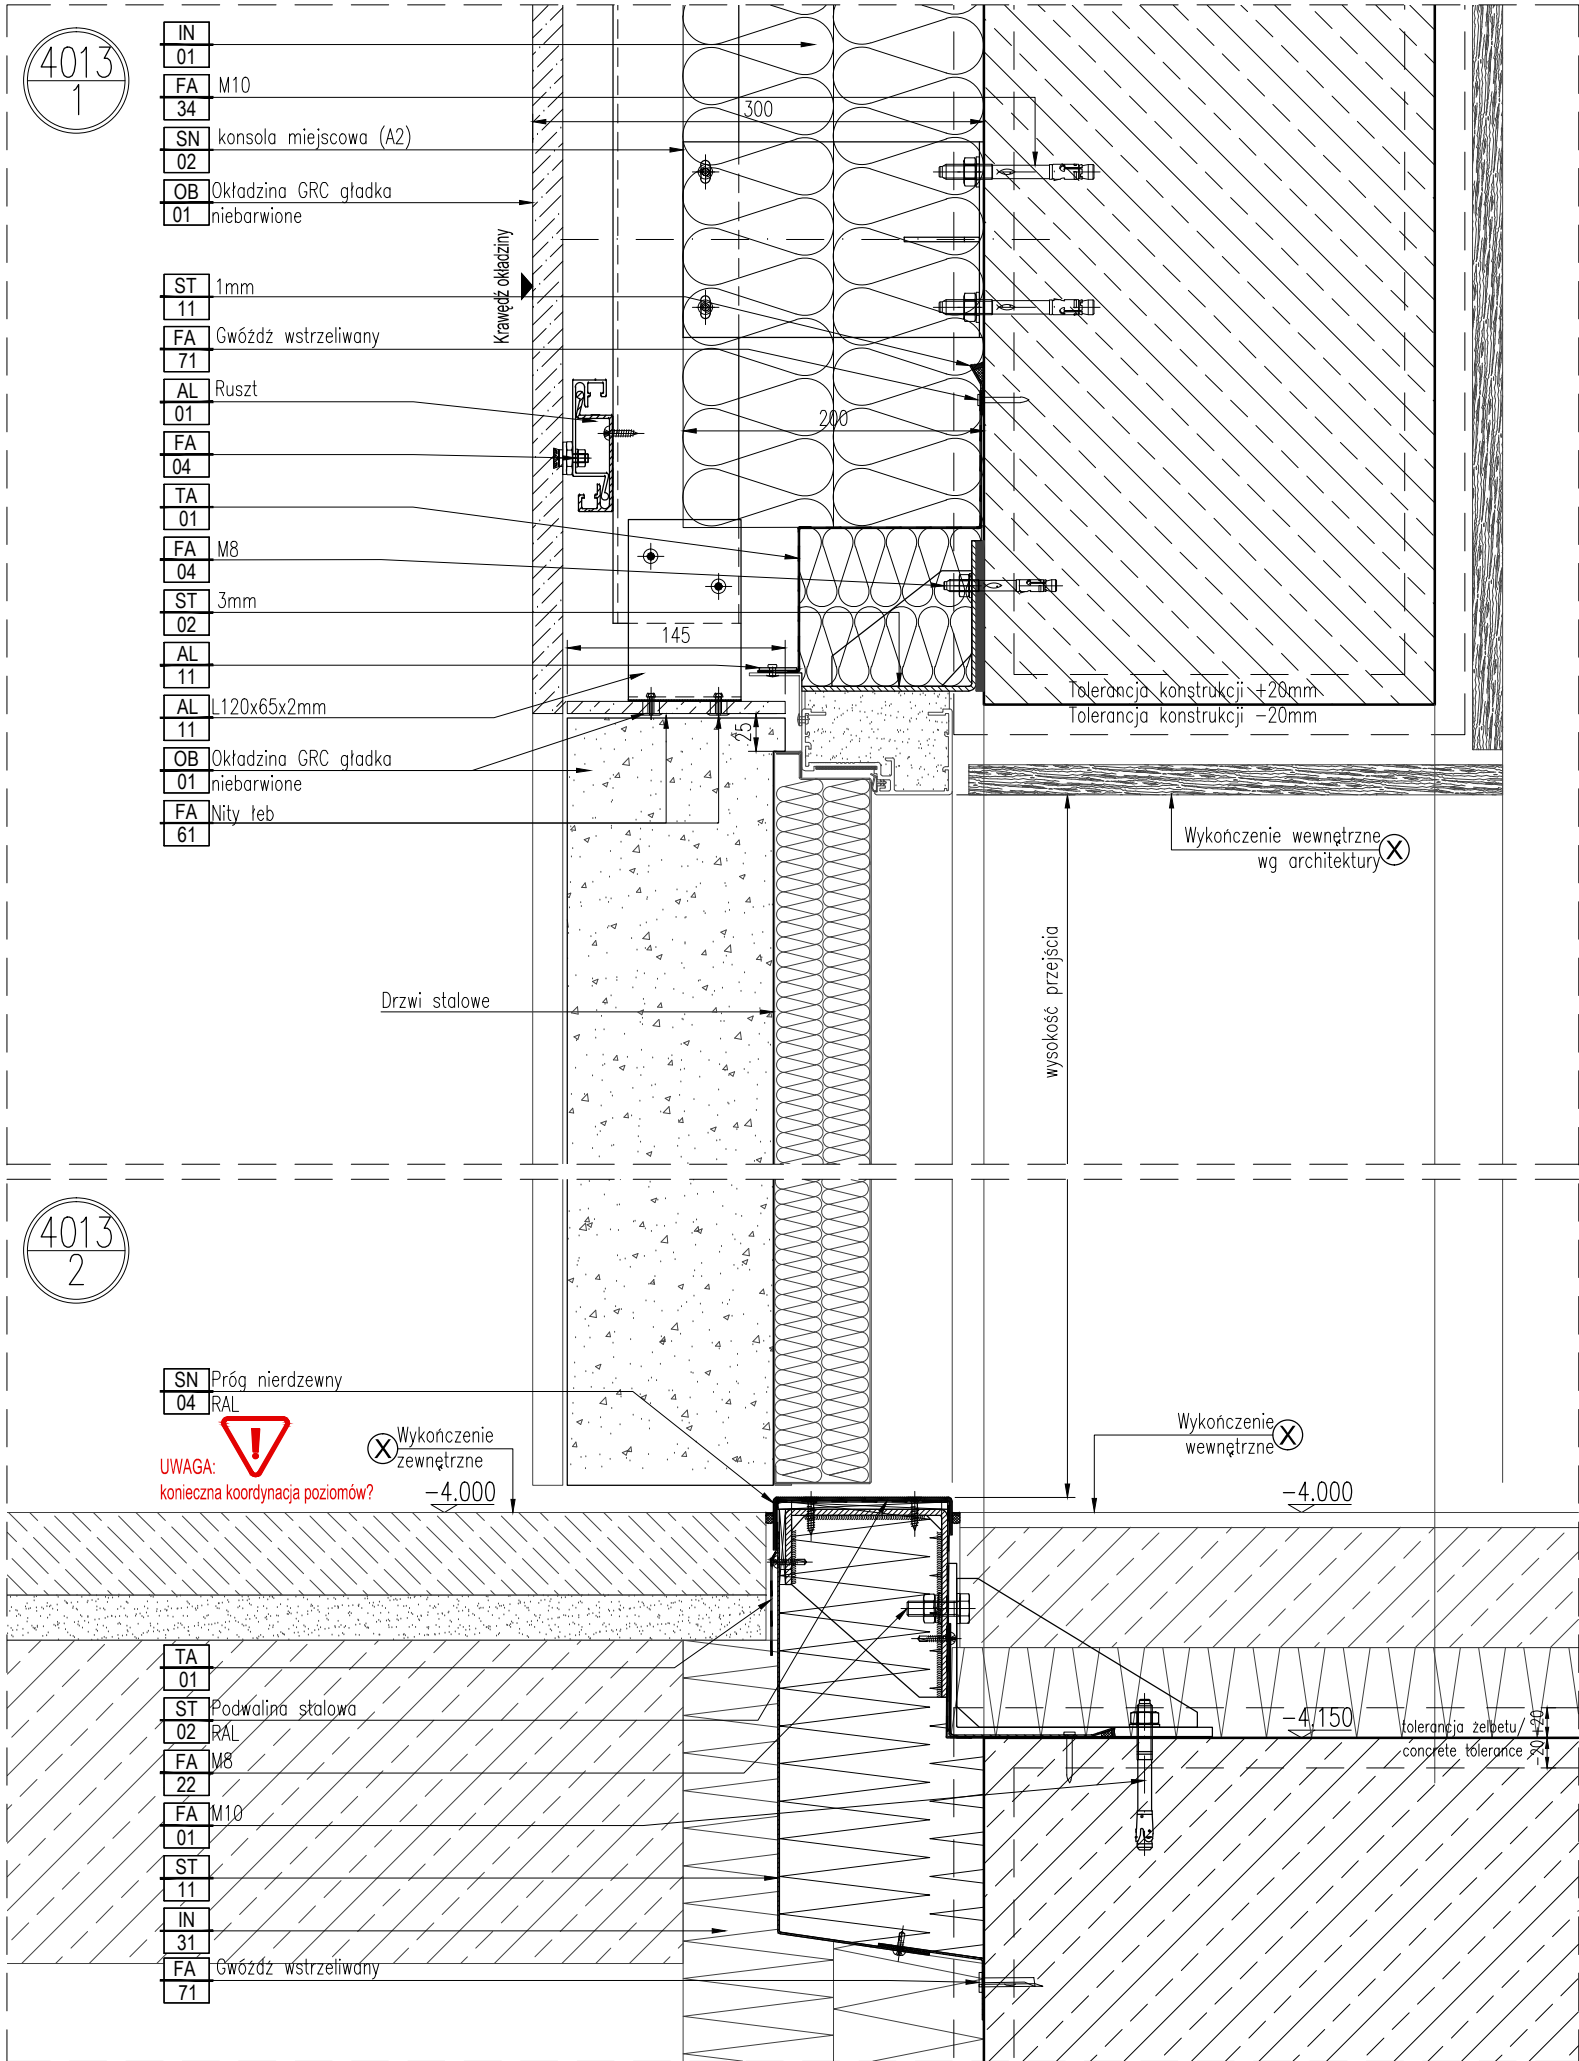 4013
1
IN
01
FA M10
34
SN konsola miejscowa (A2)
02
OB Okładzina GRC gładka
01 niebarwione
ST 1mm
11
FA Gwóźdź wstrzeliwany
71
AL Ruszt
01
FA
04
TA
01
FA M8
04
ST 3mm
02
AL
11
AL L120x65x2mm
11
OB Okładzina GRC gładka
01 niebarwione
FA Nity łeb
61
300
Krawędź okładziny
200
145
25
Tolerancja konstrukcji +20mm
Tolerancja konstrukcji -20mm
Wykończenie wewnętrzne
wg architektury X
wysokość przejścia
Drzwi stalowe
4013
2
SN Próg nierdzewny
04 RAL
UWAGA:
konieczna koordynacja poziomów?
X Wykończenie
zewnętrzne
-4.000
Wykończenie
wewnętrzne X
-4.000
TA
01
ST Podwalina stalowa
02 RAL
FA M8
22
FA M10
01
ST
11
IN
31
FA Gwóźdź wstrzeliwany
71
-4.150
tolerancja żelbetu/
concrete tolerance
+20
-20